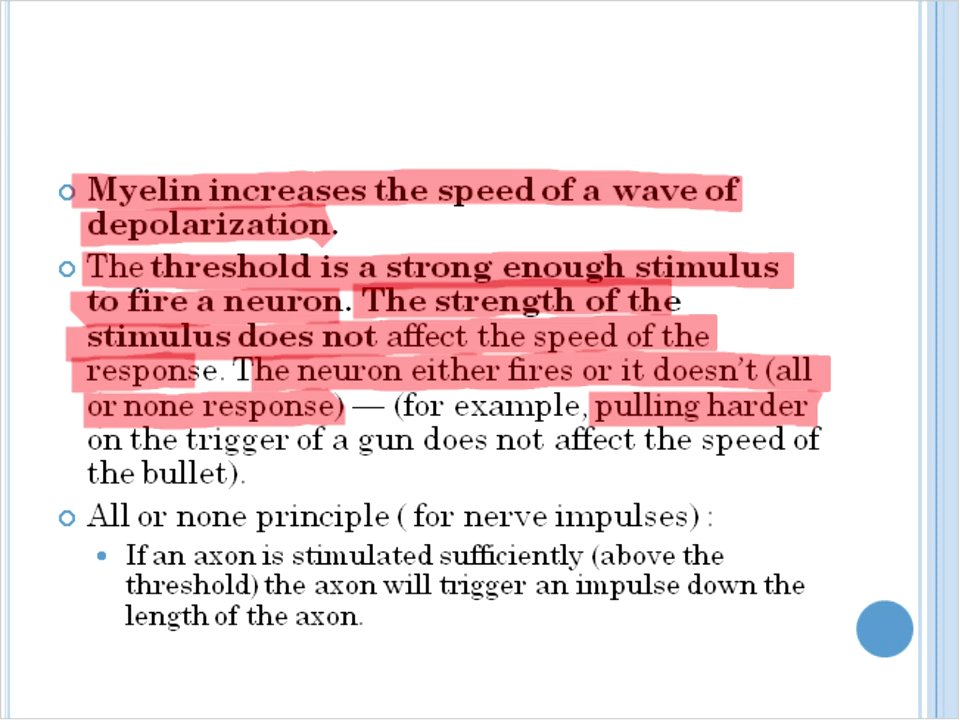 Myelin increases the speed of a wave of
depolarization.
The threshold is a strong enough stimulus
to fire a neuron. The strength of the
stimulus does not affect the speed of the
response. The neuron either fires or it doesn't (all
or none response) — (for example, pulling harder
on the trigger of a gun does not affect the speed of
the bullet).
All or none principle ( for nerve impulses) :
If an axon is stimulated sufficiently (above the
threshold) the axon will trigger an impulse down the
length of the axon.